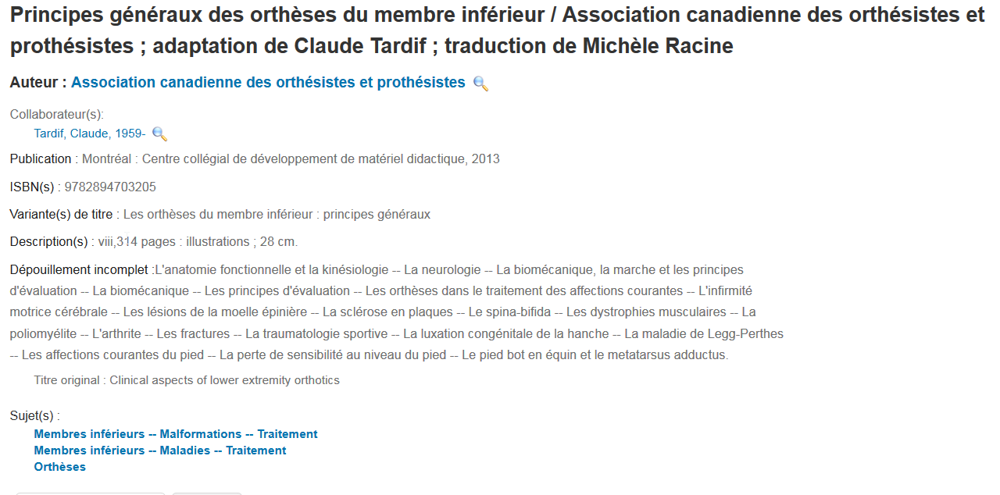 Principes généraux des orthèses du membre inférieur / Association canadienne des orthésistes et
prothésistes ; adaptation de Claude Tardif ; traduction de Michèle Racine
Auteur : Association canadienne des orthésistes et prothésistes
Collaborateur(s):
Tardif, Claude, 1959-
Publication : Montréal : Centre collégial de développement de matériel didactique, 2013
ISBN(s) : 9782894703205
Variante(s) de titre : Les orthèses du membre inférieur : principes généraux
Description(s) : viii,314 pages : illustrations ; 28 cm.
Dépouillement incomplet :L'anatomie fonctionnelle et la kinésiologie -- La neurologie -- La biomécanique, la marche et les principes
d'évaluation -- La biomécanique -- Les principes d'évaluation -- Les orthèses dans le traitement des affections courantes -- L'infirmité
motrice cérébrale -- Les lésions de la moelle épinière -- La sclérose en plaques -- Le spina-bifida -- Les dystrophies musculaires -- La
poliomyélite -- L'arthrite -- Les fractures -- La traumatologie sportive -- La luxation congénitale de la hanche -- La maladie de Legg-Perthes
-- Les affections courantes du pied -- La perte de sensibilité au niveau du pied -- Le pied bot en équin et le metatarsus adductus.
Titre original : Clinical aspects of lower extremity orthotics
Sujet(s) :
Membres inférieurs -- Malformations -- Traitement
Membres inférieurs -- Maladies -- Traitement
Orthèses